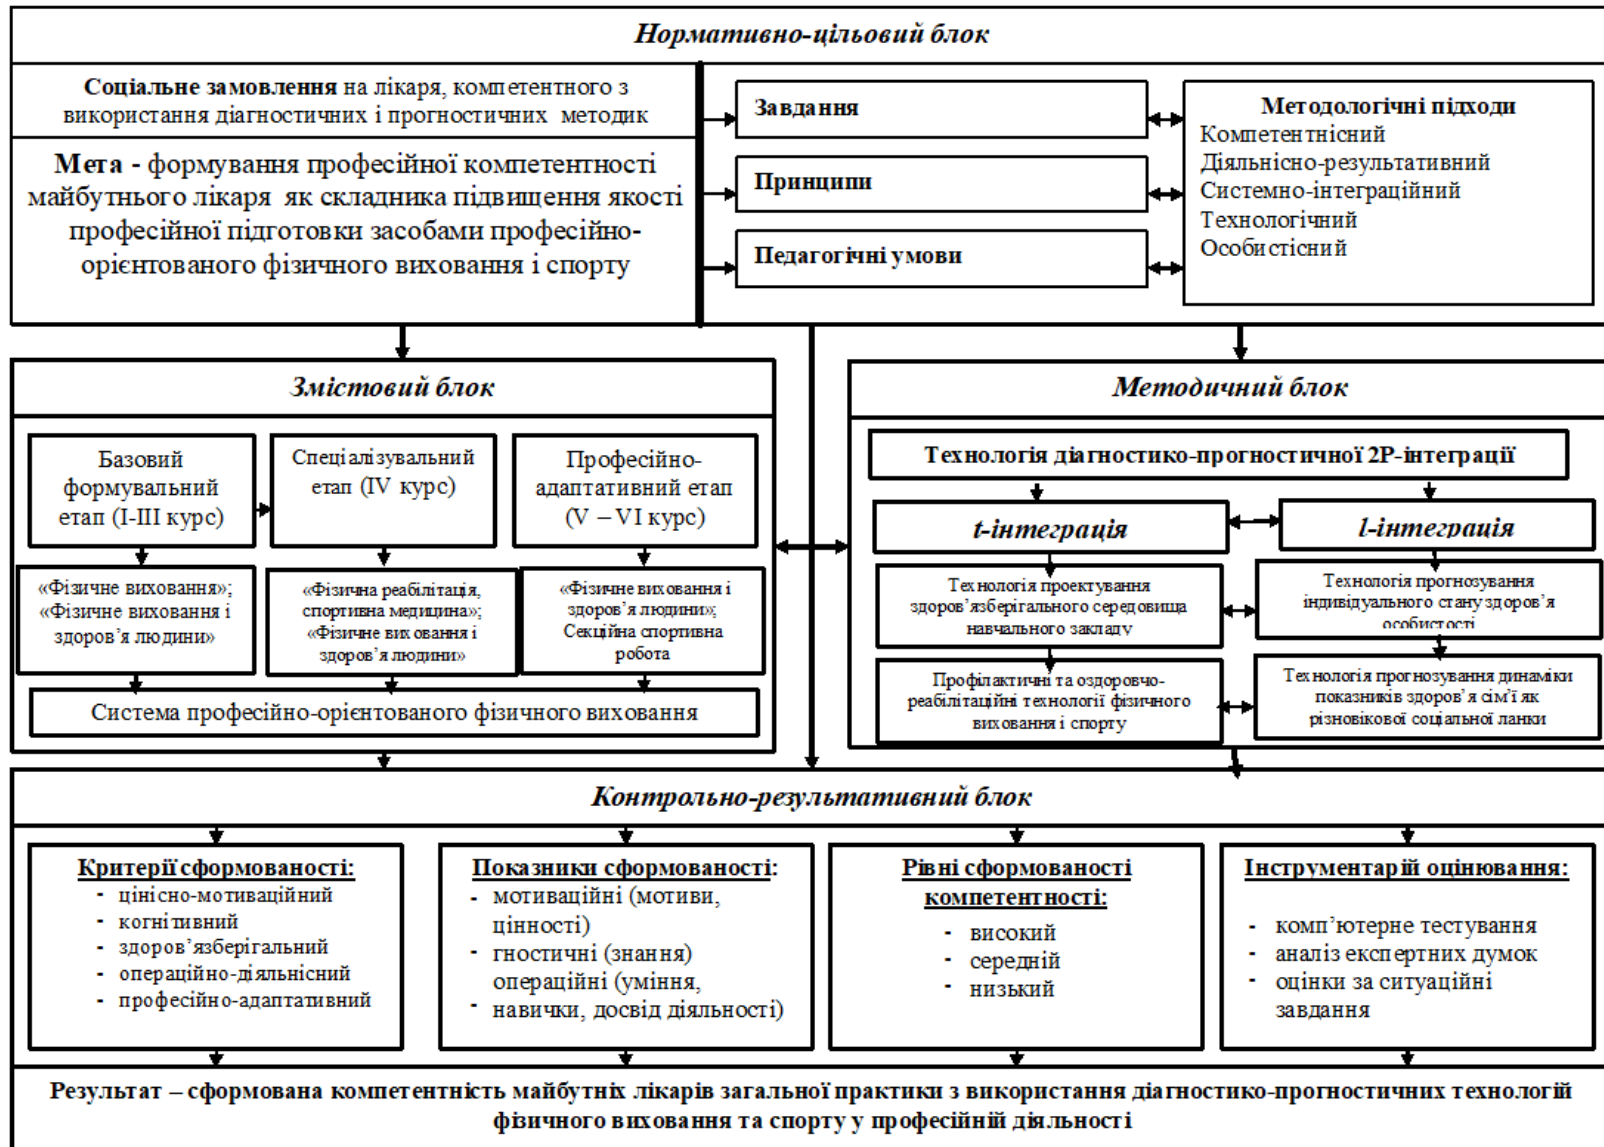 Нормативно-цільовий блок
Соціальне замовлення на лікаря, компетентного з
використання діагностичних і прогностичних методик
Мета - формування професійної компетентності
майбутнього лікаря як складника підвищення якості
професійної підготовки засобами професійно-
орієнтованого фізичного виховання і спорту
Завдання
Принципи
Педагогічні умови
Методологічні підходи
Компетентнісний
Діяльнісно-результативний
Системно-інтеграційний
Технологічний
Особистісний
Змістовий блок
Базовий
формувальний
етап (I-III курс)
Спеціалізувальний
етап (IV курс)
Професійно-
адаптативний етап
(V – VI курс)
«Фізичне виховання»;
«Фізичне виховання і
здоров’я людини»
«Фізична реабілітація,
спортивна медицина»;
«Фізичне виховання і
здоров’я людини»
«Фізичне виховання і
здоров’я людини»;
Секційна спортивна
робота
Система професійно-орієнтованого фізичного виховання
Методичний блок
Технологія діагностико-прогностичної 2Р-інтеграції
t-інтеграція
l-інтеграція
Технологія проектування
здоров’язберігального середовища
навчального закладу
Технологія прогнозування
індивідуального стану здоров’я
особистості
Профілактичні та оздоровчо-
реабілітаційні технології фізичного
виховання і спорту
Технологія прогнозування динаміки
показників здоров’я сім’ї як
різновікової соціальної ланки
Контрольно-результативний блок
Критерії сформованості:
- цінісно-мотиваційний
- когнітивний
- здоров’язберігальний
- операційно-діяльнісний
- професійно-адаптативний
Показники сформованості:
- мотиваційні (мотиви,
цінності)
- гностичні (знання)
операційні (уміння,
- навички, досвід діяльності)
Рівні сформованості
компетентності:
- високий
- середній
- низький
Інструментарій оцінювання:
- комп’ютерне тестування
- аналіз експертних думок
- оцінки за ситуаційні
завдання
Результат – сформована компетентність майбутніх лікарів загальної практики з використання діагностико-прогностичних технологій
фізичного виховання та спорту у професійній діяльності